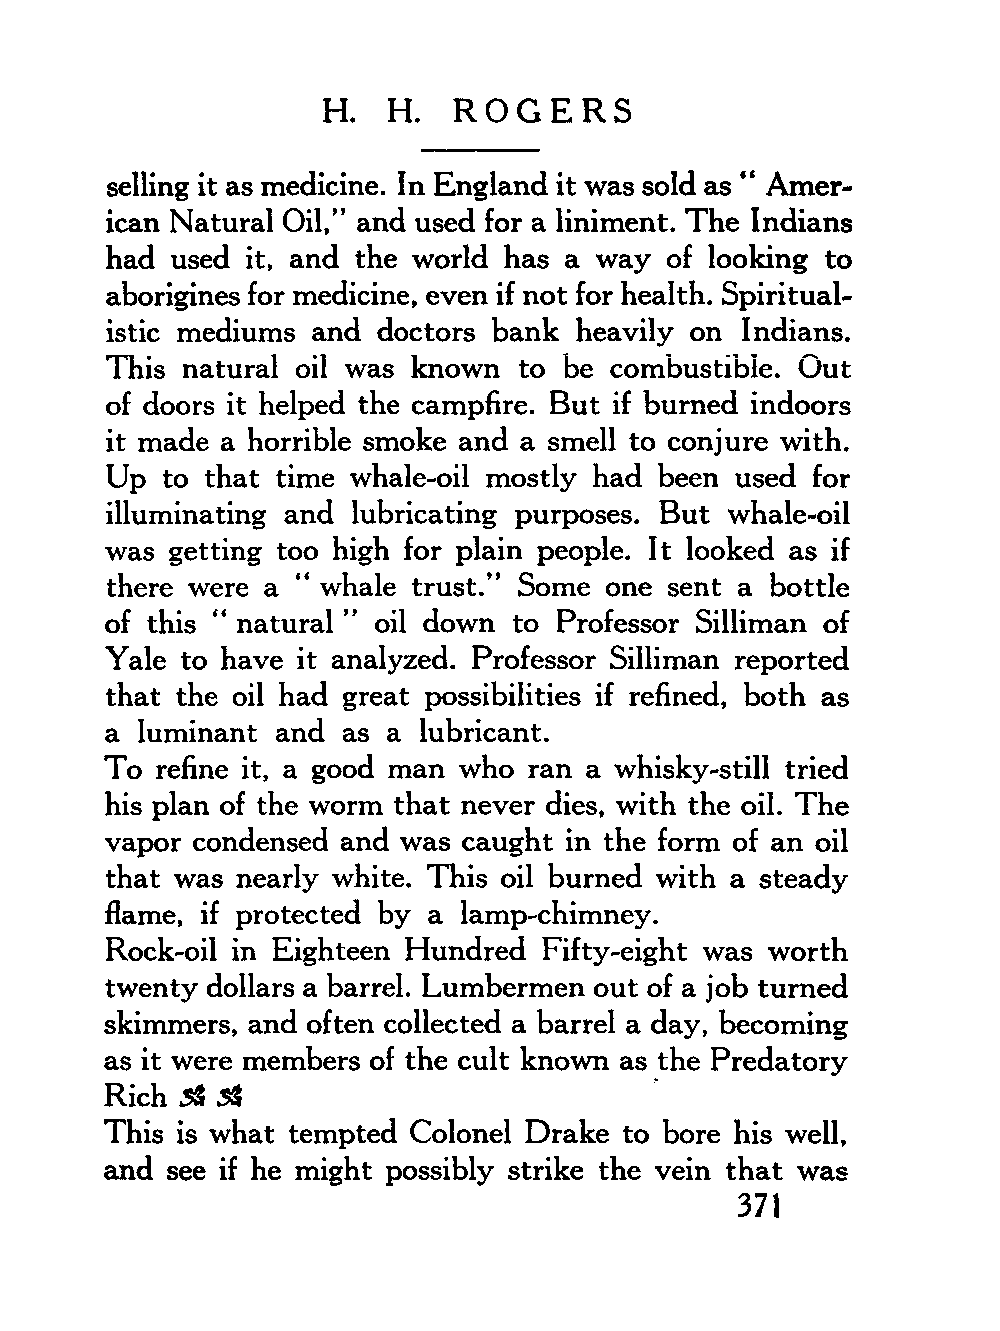 H. H. ROGERS
selling it as medicine. In England it was sold as “ Amer-
ican Natural Oil,” and used for a liniment. The Indians
had used it, and the world has a way of looking to
aborigines for medicine, even if not for health. Spiritual-
istic mediums and doctors bank heavily on Indians.
This natural oil was known to be combustible. Out
of doors it helped the campfire. But if burned indoors
it made a horrible smoke and a smell to conjure with.
Up to that time whale-oil mostly had been used for
illuminating and lubricating purposes. But whale-oil
was getting too high for plain people. It looked as if
there were a “ whale trust.” Some one sent a bottle
of this “ natural ” oil down to Professor Silliman of
Yale to have it analyzed. Professor Silliman reported
that the oil had great possibilities if refined, both as
a luminant and as a lubricant.
To refine it, a good man who ran a whisky-still tried
his plan of the worm that never dies, with the oil. The
vapor condensed and was caught in the form of an oil
that was nearly white. This oil burned with a steady
flame, if protected by a lamp-chimney.
Rock-oil in Eighteen Hundred Fifty-eight was worth
twenty dollars a barrel. Lumbermen out of a job turned
skimmers, and often collected a barrel a day, becoming
as it were members of the cult known as the Predatory
Rich
This is what tempted Colonel Drake to bore his well,
and see if he might possibly strike the vein that was
371